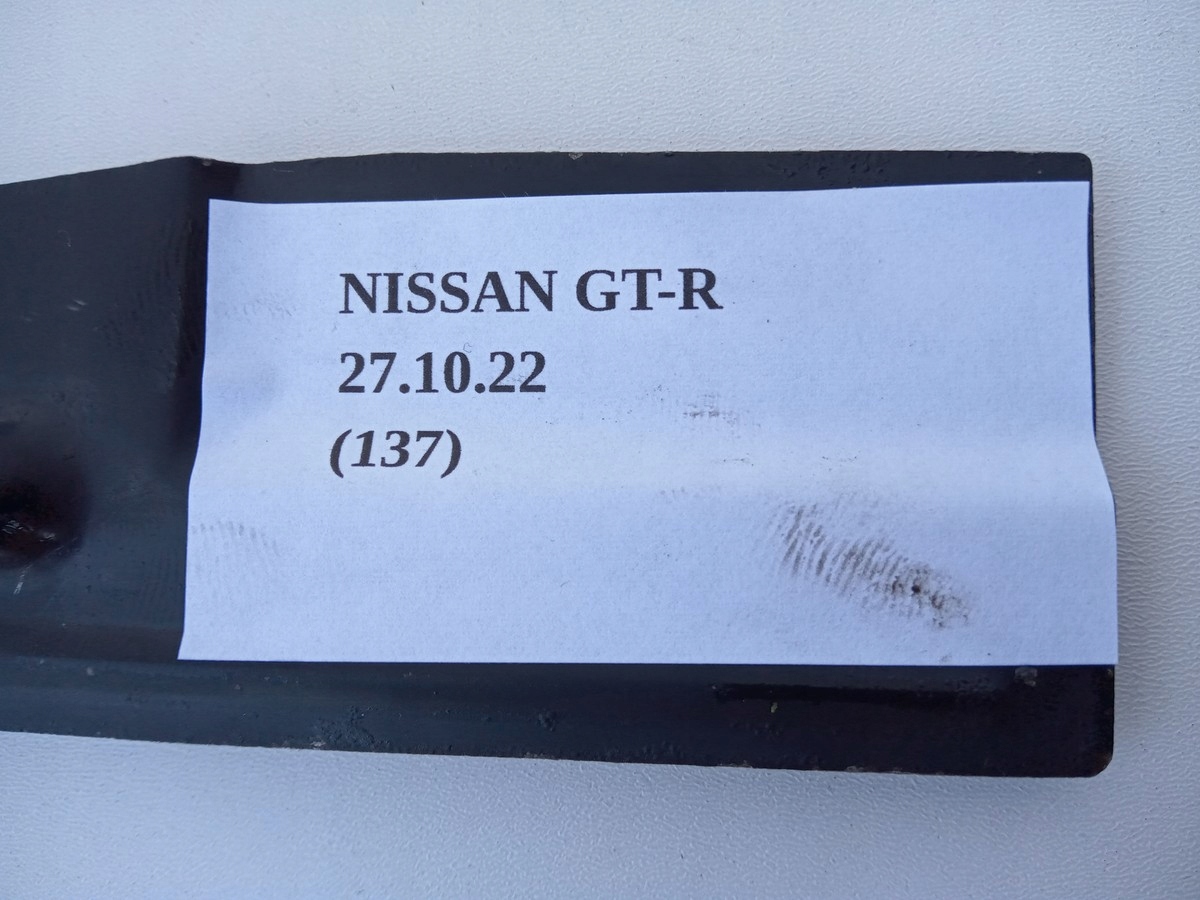 NISSAN GT-R
27.10.22
(137)